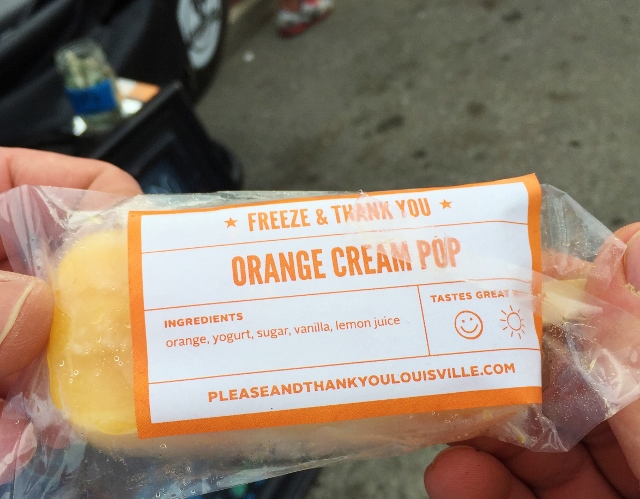 ★ FREEZE & THANK YOU ★
ORANGE CREAM POP
INGREDIENTS
orange, yogurt, sugar, vanilla, lemon juice
TASTES GREAT
PLEASEANDTHANKYOULOUISVILLE.COM